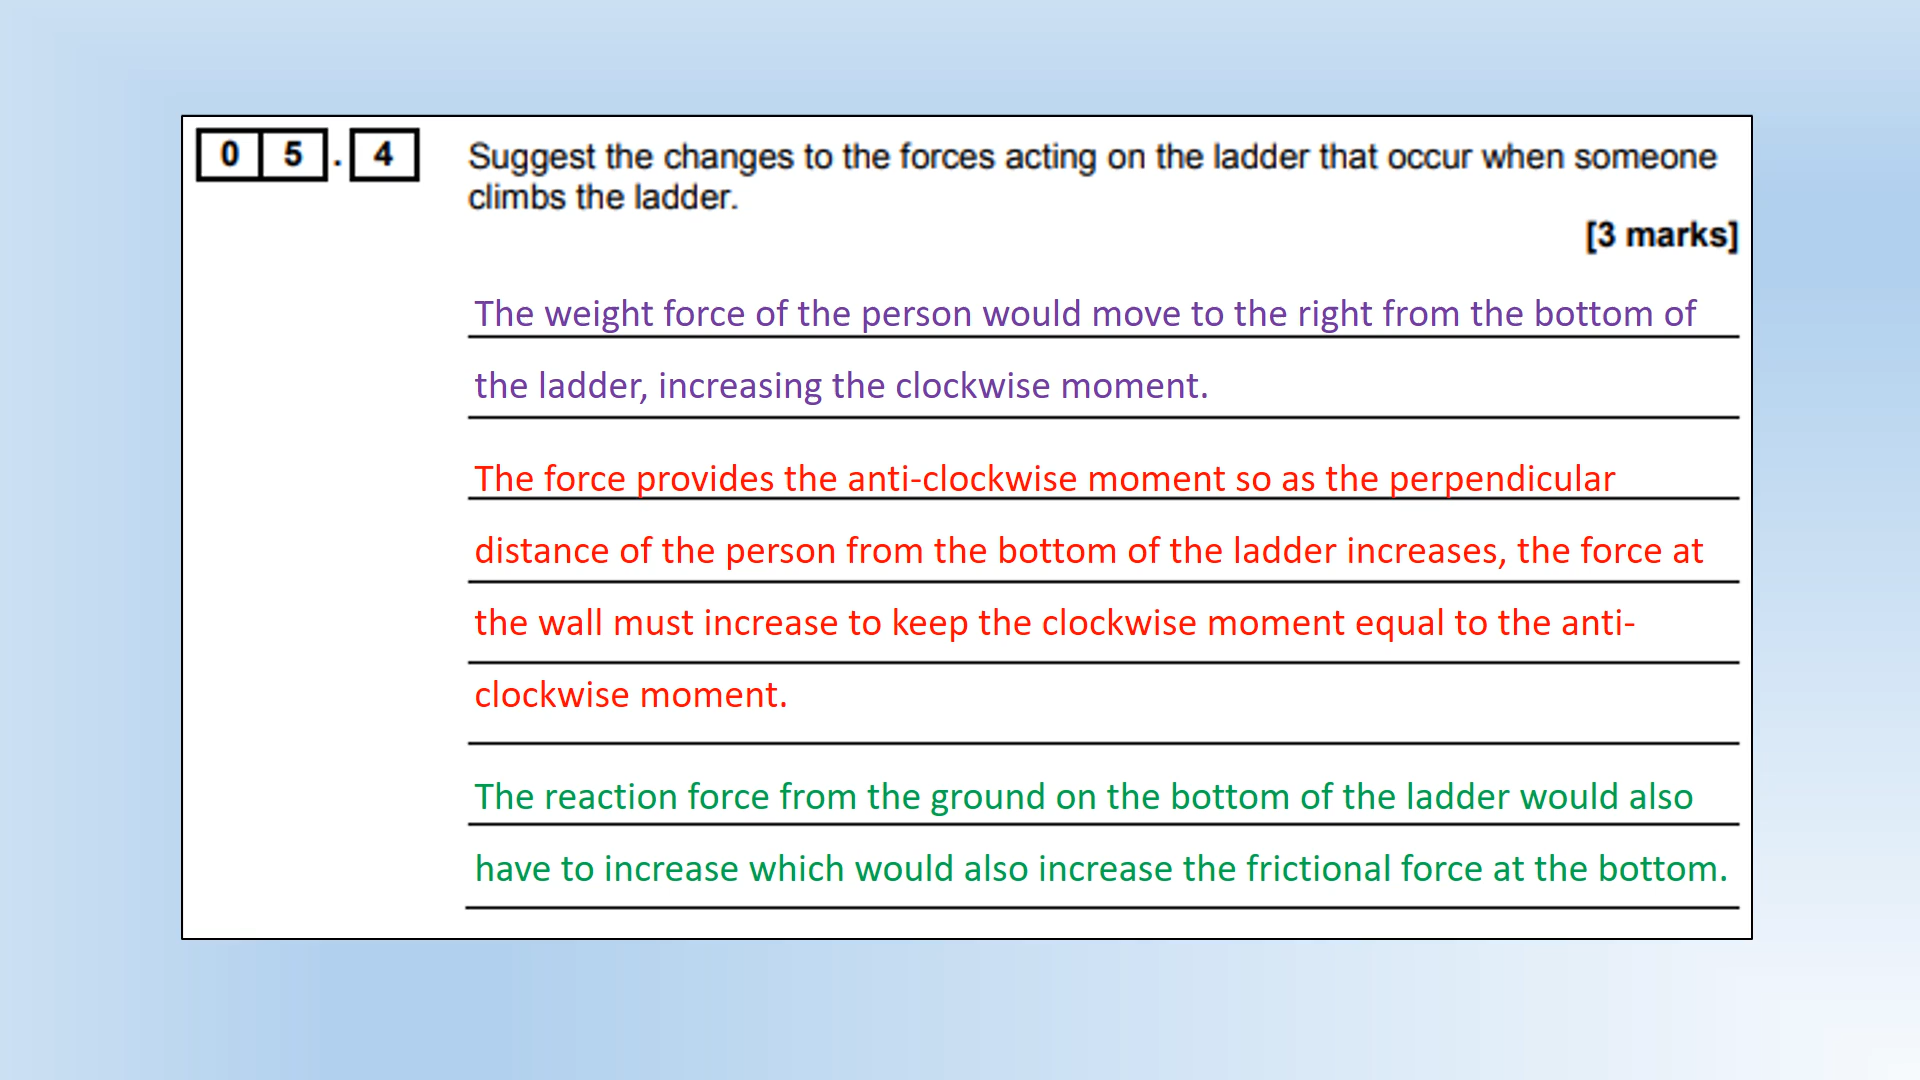 0 5 . 4 Suggest the changes to the forces acting on the ladder that occur when someone
climbs the ladder.
[3 marks]
The weight force of the person would move to the right from the bottom of
the ladder, increasing the clockwise moment.
The force provides the anti-clockwise moment so as the perpendicular
distance of the person from the bottom of the ladder increases, the force at
the wall must increase to keep the clockwise moment equal to the anti-
clockwise moment.
The reaction force from the ground on the bottom of the ladder would also
have to increase which would also increase the frictional force at the bottom.